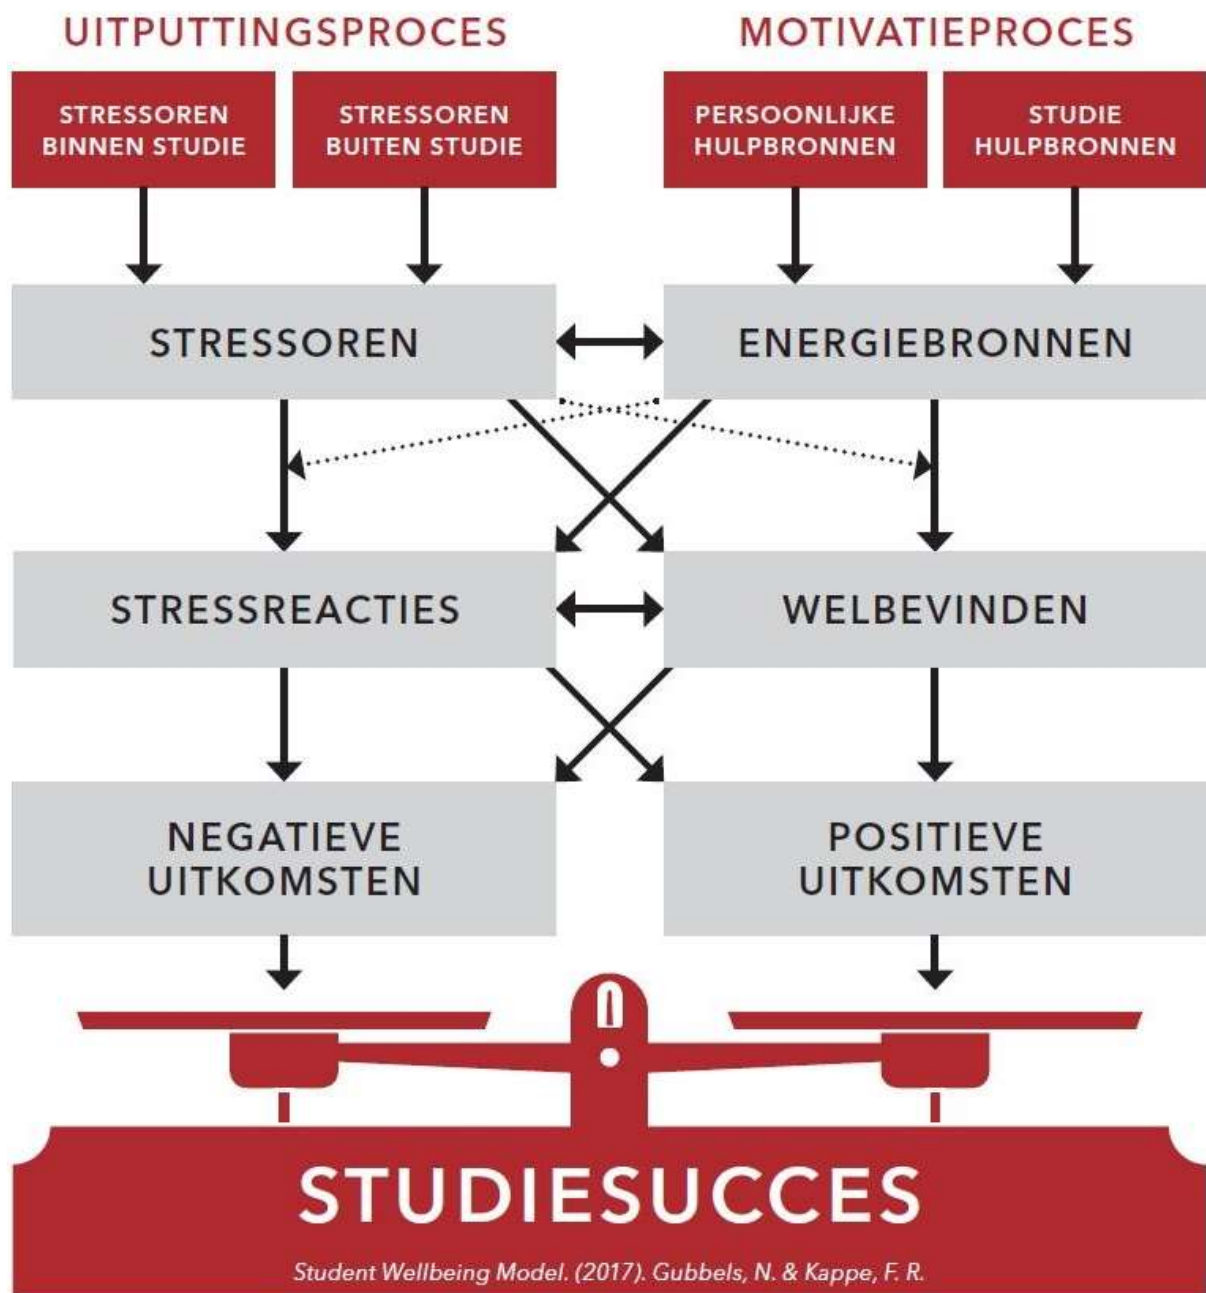 UITPUTTINGSPROCES
MOTIVATIEPROCES
STRESSOREN
BINNEN STUDIE
STRESSOREN
BUITEN STUDIE
PERSOONLIJKE
HULPBRONNEN
STUDIE
HULPBRONNEN
STRESSOREN
ENERGIEBRONNEN
STRESSREACTIES
WELBEVINDEN
NEGATIEVE
UITKOMSTEN
POSITIEVE
UITKOMSTEN
STUDIESUCCES
Student Wellbeing Model. (2017). Gubbels, N. & Kappe, F. R.